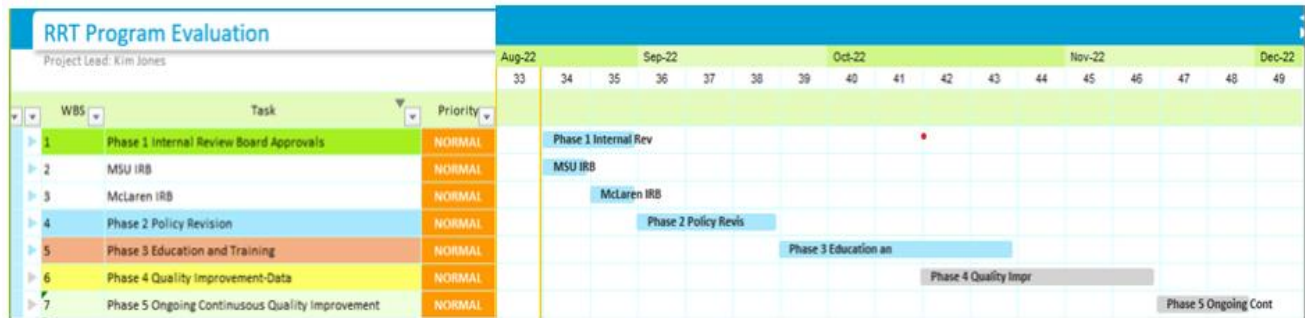 RRT Program Evaluation
Project Lead: Kim Jones
Aug-22 Sep-22 Oct-22 Nov-22 Dec-22
33 34 35 36 37 38 39 40 41 42 43 44 45 46 47 48 49
WBS Task Priority
1 Phase 1 Internal Review Board Approvals NORMAL Phase 1 Internal Rev
2 MSU IRB NORMAL MSU IRB
3 McLaren IRB NORMAL McLaren IRB
4 Phase 2 Policy Revision NORMAL Phase 2 Policy Revis
5 Phase 3 Education and Training NORMAL Phase 3 Education an
6 Phase 4 Quality Improvement-Data NORMAL Phase 4 Quality Impr
7 Phase 5 Ongoing Continusous Quality Improvement NORMAL Phase 5 Ongoing Cont